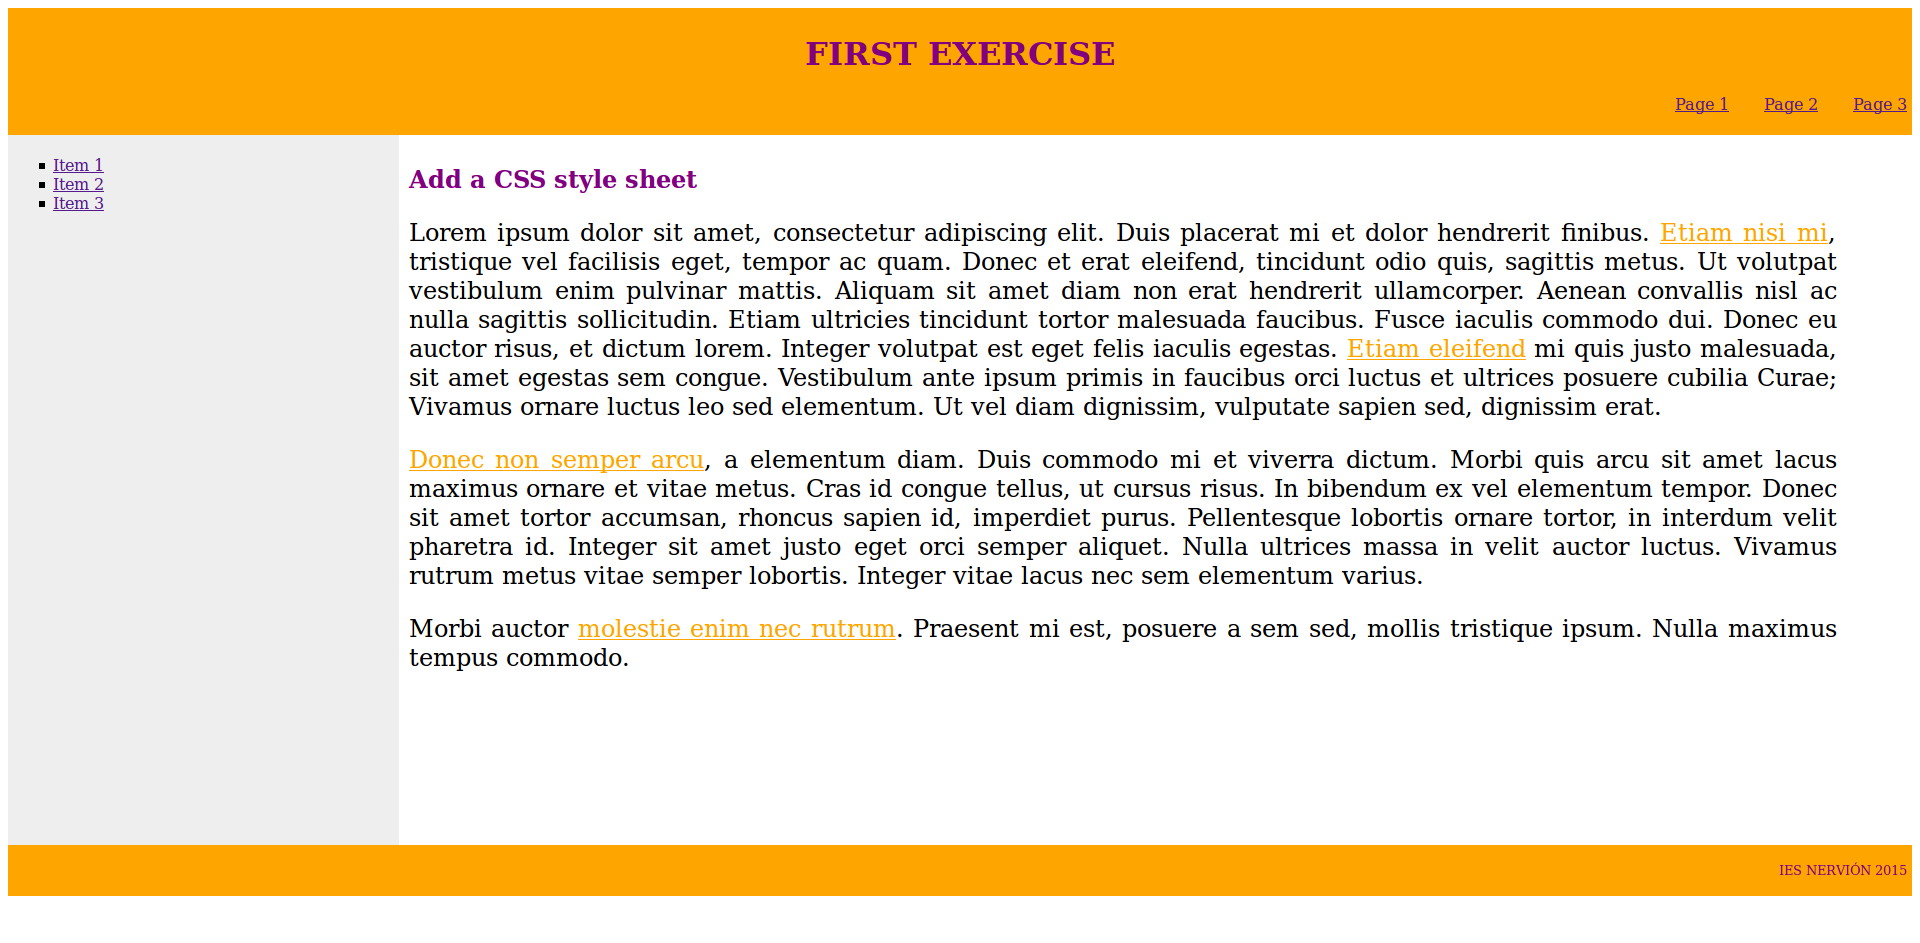 FIRST EXERCISE
Page 1 Page 2 Page 3
Item 1
Item 2
Item 3
Add a CSS style sheet
Lorem ipsum dolor sit amet, consectetur adipiscing elit. Duis placerat mi et dolor hendrerit finibus. Etiam nisi mi,
tristique vel facilisis eget, tempor ac quam. Donec et erat eleifend, tincidunt odio quis, sagittis metus. Ut volutpat
vestibulum enim pulvinar mattis. Aliquam sit amet diam non erat hendrerit ullamcorper. Aenean convallis nisl ac
nulla sagittis sollicitudin. Etiam ultricies tincidunt tortor malesuada faucibus. Fusce iaculis commodo dui. Donec eu
auctor risus, et dictum lorem. Integer volutpat est eget felis iaculis egestas. Etiam eleifend mi quis justo malesuada,
sit amet egestas sem congue. Vestibulum ante ipsum primis in faucibus orci luctus et ultrices posuere cubilia Curae;
Vivamus ornare luctus leo sed elementum. Ut vel diam dignissim, vulputate sapien sed, dignissim erat.
Donec non semper arcu, a elementum diam. Duis commodo mi et viverra dictum. Morbi quis arcu sit amet lacus
maximus ornare et vitae metus. Cras id congue tellus, ut cursus risus. In bibendum ex vel elementum tempor. Donec
sit amet tortor accumsan, rhoncus sapien id, imperdiet purus. Pellentesque lobortis ornare tortor, in interdum velit
pharetra id. Integer sit amet justo eget orci semper aliquet. Nulla ultrices massa in velit auctor luctus. Vivamus
rutrum metus vitae semper lobortis. Integer vitae lacus nec sem elementum varius.
Morbi auctor molestie enim nec rutrum. Praesent mi est, posuere a sem sed, mollis tristique ipsum. Nulla maximus
tempus commodo.
IES NERVIÓN 2015